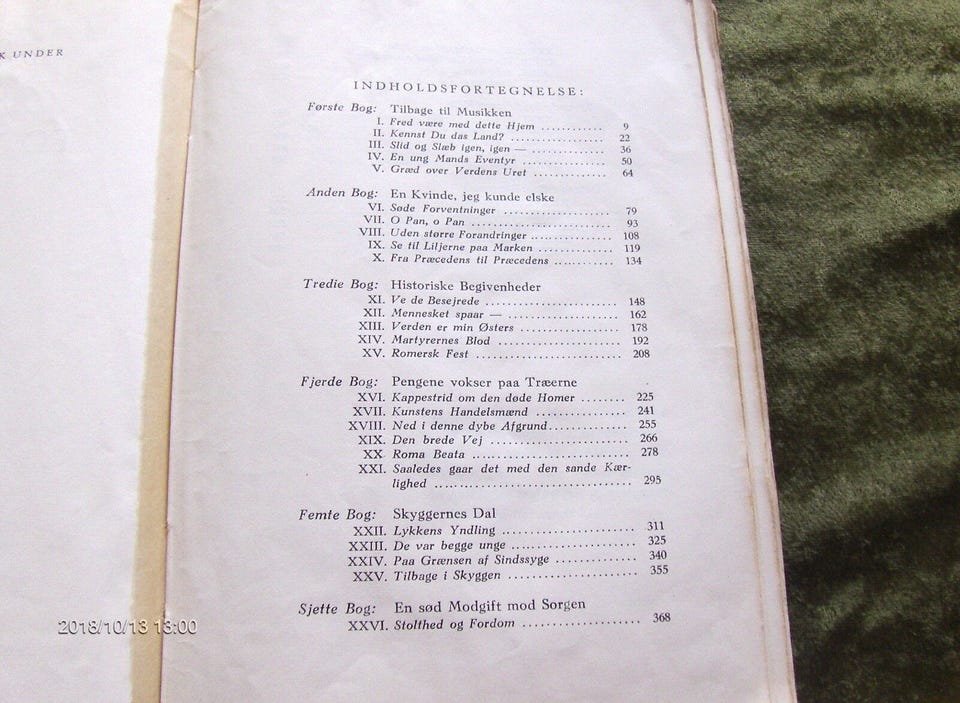 UNDER
INDHOLDSFORTEGNELSE:
Første Bog: Tilbage til Musikken
I. Fred være med dette Hjem ............ 9
II. Kennst Du das Land? ................. 22
III. Slid og Slæb igen, igen — .............. 36
IV. En ung Mands Eventyr ............... 50
V. Græd over Verdens Uret ............. 64
Anden Bog: En Kvinde, jeg kunde elske
VI. Søde Forventninger .................. 79
VII. O Pan, o Pan ........................ 93
VIII. Uden større Forandringer .............. 108
IX. Se til Liljerne paa Marken ............. 119
X. Fra Præcedens til Præcedens ........... 134
Tredie Bog: Historiske Begivenheder
XI. Ve de Besejrede ....................... 148
XII. Mennesket spaar — ................... 162
XIII. Verden er min Østers ................. 178
XIV. Martyrernes Blod ..................... 192
XV. Romersk Fest ......................... 208
Fjerde Bog: Pengene vokser paa Træerne
XVI. Kappestrid om den døde Homer ........ 225
XVII. Kunstens Handelsmænd ............... 241
XVIII. Ned i denne dybe Afgrund.............. 255
XIX. Den brede Vej ........................ 266
XX. Roma Beata ........................... 278
XXI. Saaledes gaar det med den sande Kær-
lighed .................................... 295
Femte Bog: Skyggernes Dal
XXII. Lykkens Yndling ....................... 311
XXIII. De var begge unge ..................... 325
XXIV. Paa Grænsen af Sindssyge .............. 340
XXV. Tilbage i Skyggen ...................... 355
Sjette Bog: En sød Modgift mod Sorgen
XXVI. Stolthed og Fordom .................... 368
2018/10/13 13:00